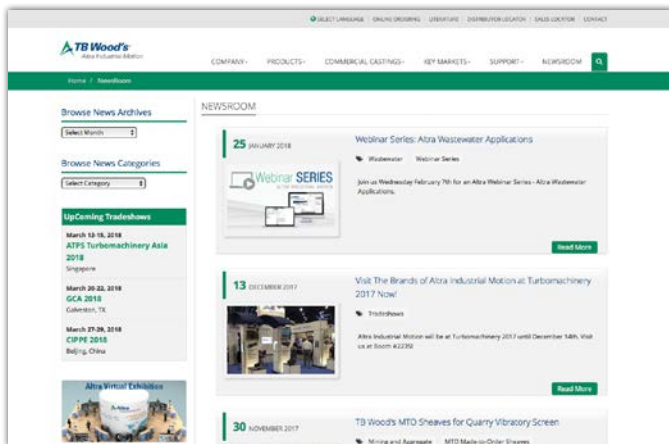 SELECT LANGUAGE | ONLINE ORDERING | LITERATURE | DISTRIBUTOR LOCATOR | SALES LOCATOR | CONTACT
TB Wood's
Altra Industrial Motion
COMPANY PRODUCTS COMMERCIAL CASTINGS KEY MARKETS SUPPORT NEWSROOM
Home / NewsRoom
Browse News Archives
Select Month
Browse News Categories
Select Category
UpComing Tradeshows
March 13-15, 2018
ATPS Turbomachinery Asia
2018
Singapore
March 20-22, 2018
GCA 2018
Galveston, TX
March 27-29, 2018
CIPPE 2018
Beijing, China
Altra Virtual Exhibition
NEWSROOM
25 JANUARY 2018
Webinar SERIES
ALTRA INDUSTRIAL MOTION
Webinar Series: Altra Wastewater Applications
Wastewater Webinar Series
Join us Wednesday February 7th for an Altra Webinar Series - Altra Wastewater
Applications.
Read More
13 DECEMBER 2017
Visit The Brands of Altra Industrial Motion at Turbomachinery
2017 Now!
Tradeshows
Altra Industrial Motion will be at Turbomachinery 2017 until December 14th. Visit
us at Booth #2235!
Read More
30 NOVEMBER 2017
TB Wood's MTO Sheaves for Quarry Vibratory Screen
Mining and Aggregate | MTO Made-to-Order Sheaves